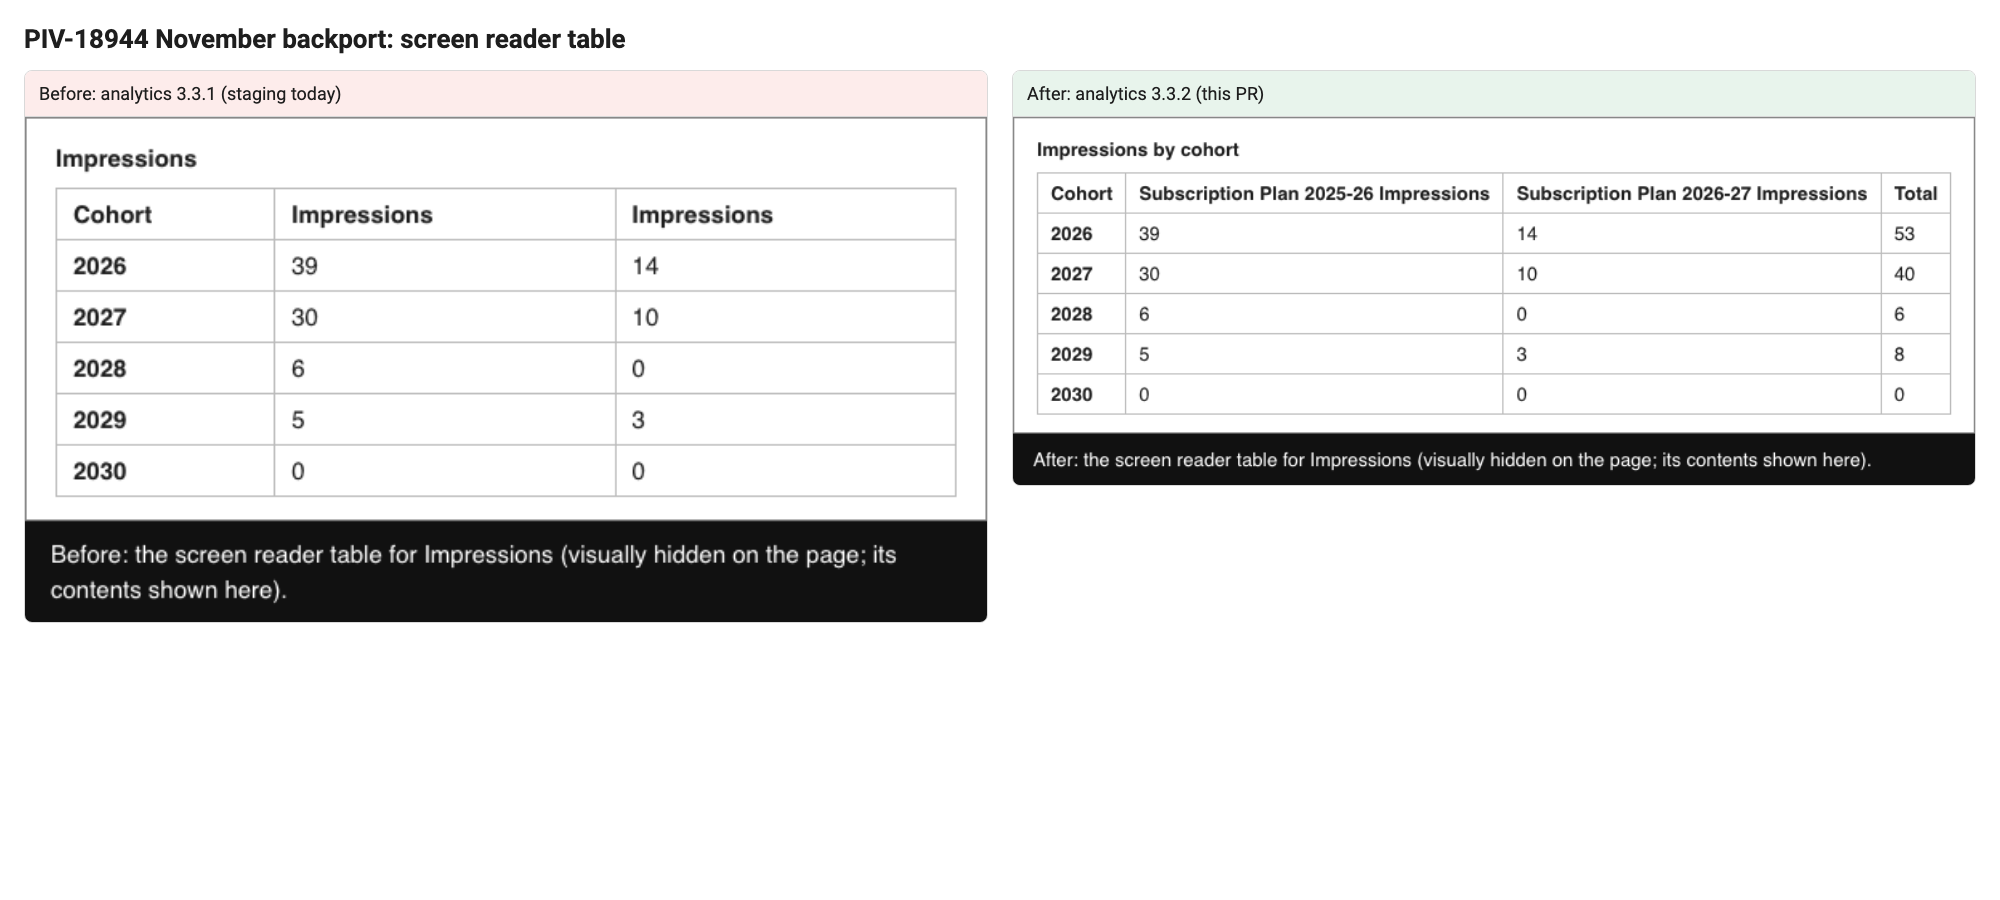 PIV-18944 November backport: screen reader table
Before: analytics 3.3.1 (staging today)
Impressions
Cohort Impressions Impressions
2026 39 14
2027 30 10
2028 6 0
2029 5 3
2030 0 0
Before: the screen reader table for Impressions (visually hidden on the page; its
contents shown here).
After: analytics 3.3.2 (this PR)
Impressions by cohort
Cohort Subscription Plan 2025-26 Impressions Subscription Plan 2026-27 Impressions Total
2026 39 14 53
2027 30 10 40
2028 6 0 6
2029 5 3 8
2030 0 0 0
After: the screen reader table for Impressions (visually hidden on the page; its contents shown here).